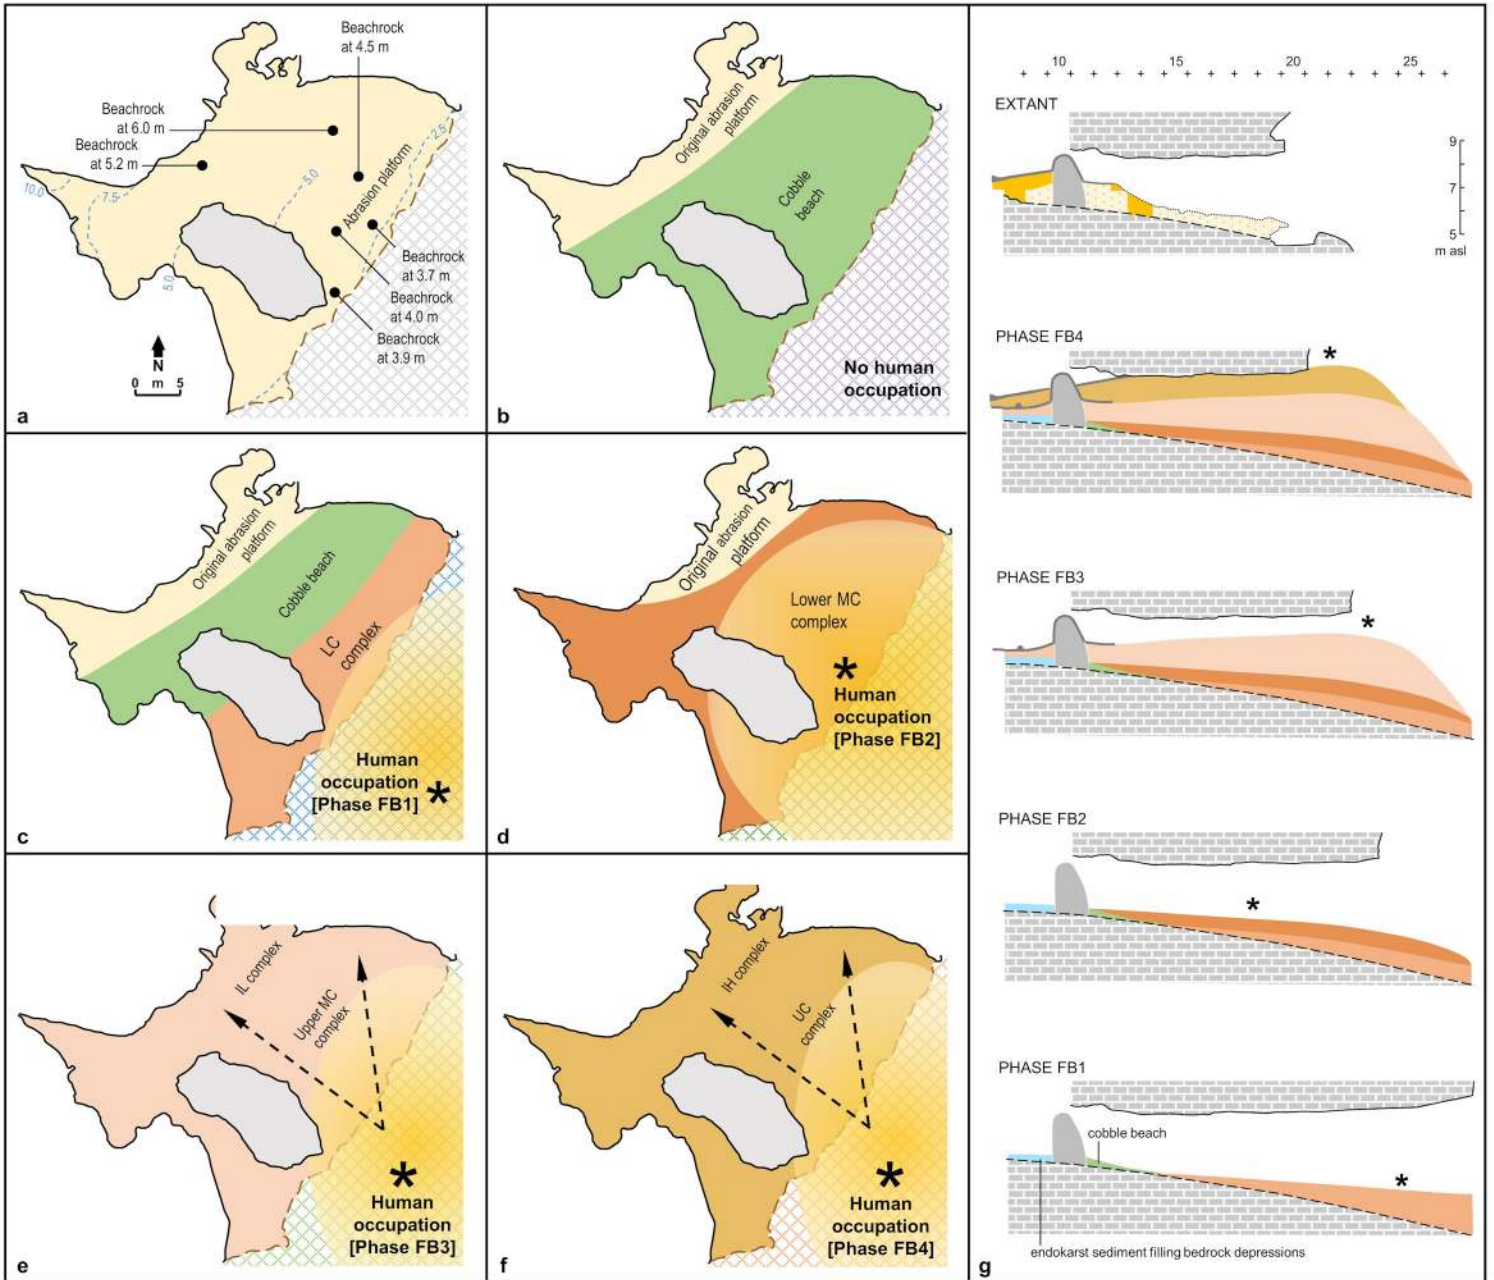 Beachrock
at 4.5 m
Beachrock
at 6.0 m
Beachrock
at 5.2 m
2.5
10.0
7.5
5.0
5.0
Abrasion platform
Beachrock
at 3.7 m
Beachrock
at 4.0 m
Beachrock
at 3.9 m
N
0 m 5
a
Original abrasion
platform
Cobble
beach
No human
occupation
b
Original abrasion
platform
Cobble beach
LC
complex
Human
occupation
[Phase FB1]
*
c
Original abrasion
platform
Lower MC
complex
*
Human
occupation
[Phase FB2]
d
IL complex
Upper MC
complex
*
Human
occupation
[Phase FB3]
e
IH complex
UC
complex
*
Human
occupation
[Phase FB4]
f
10 15 20 25
+ + + + + + + + + + + + +
EXTANT
9
7
5
m asl
PHASE FB4
*
PHASE FB3
*
PHASE FB2
*
PHASE FB1
cobble beach
*
endokarst sediment filling bedrock depressions
g